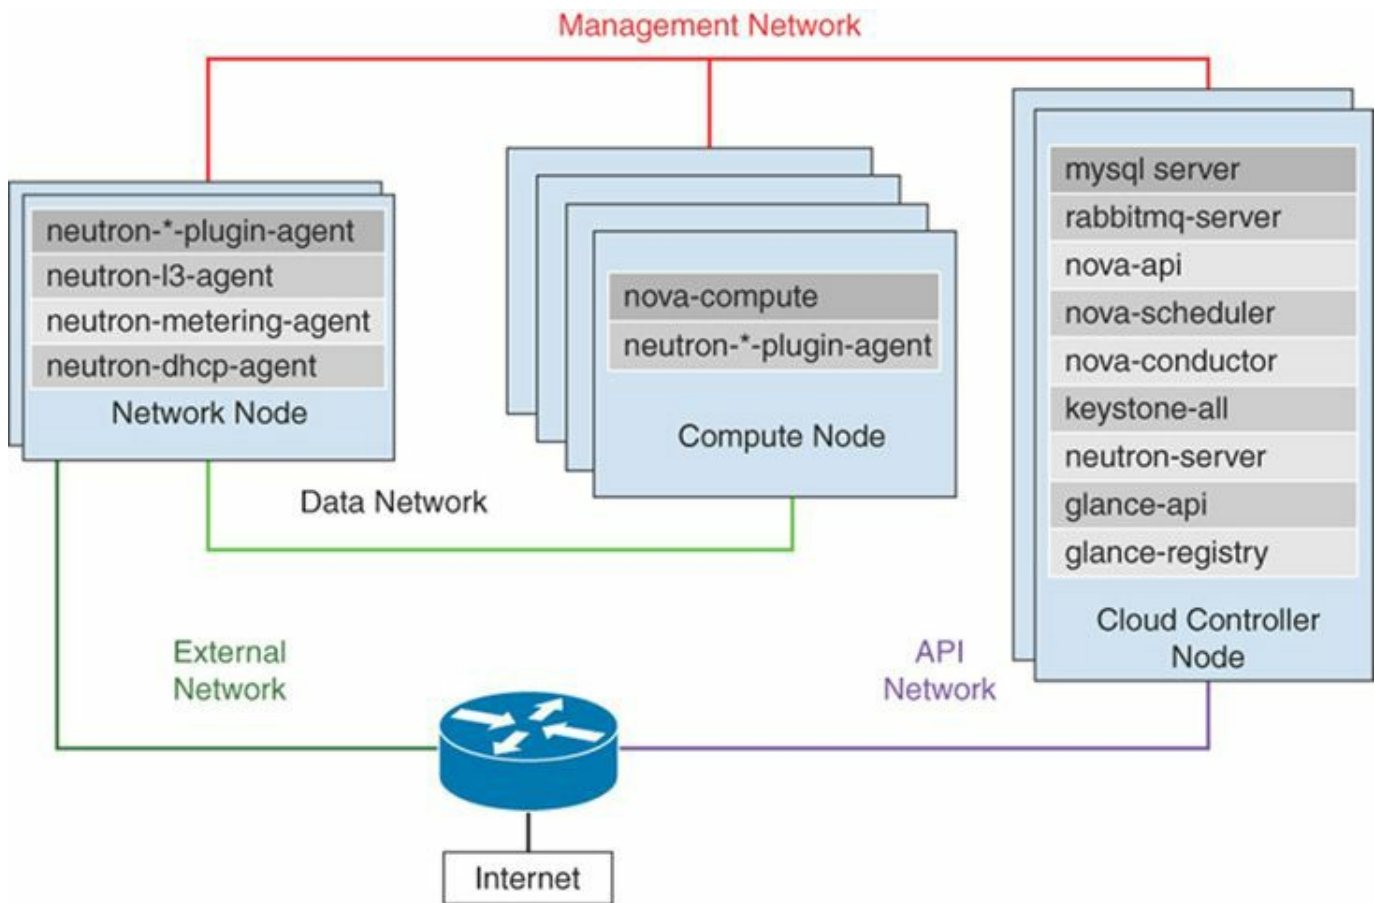 Management Network
neutron-*-plugin-agent
neutron-l3-agent
neutron-metering-agent
neutron-dhcp-agent
Network Node
nova-compute
neutron-*-plugin-agent
Compute Node
mysql server
rabbitmq-server
nova-api
nova-scheduler
nova-conductor
keystone-all
neutron-server
glance-api
glance-registry
Cloud Controller
Node
Data Network
External
Network
API
Network
Internet